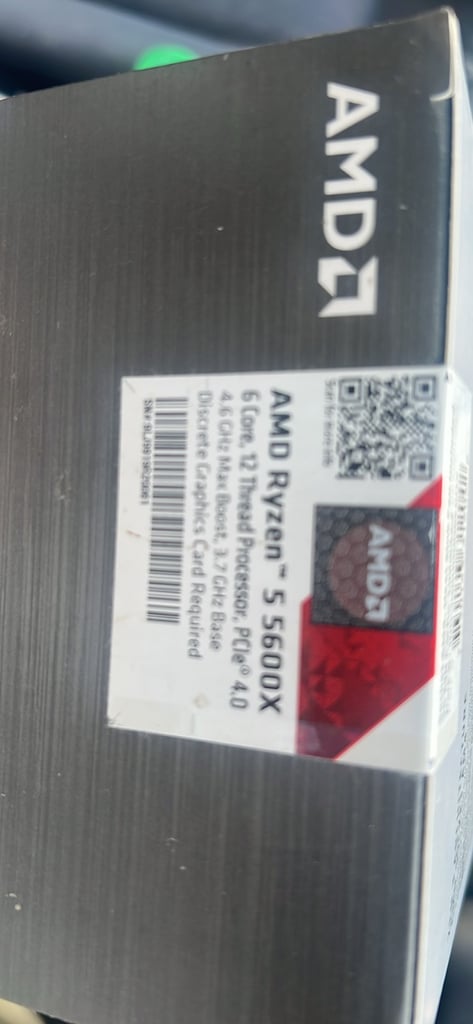 AMD
Scan for more info
AMD
AMD Ryzen™ 5 5600X
6 Core, 12 Thread Processor, PCIe® 4.0
4.6 GHz Max Boost, 3.7 GHz Base
Discrete Graphics Card Required